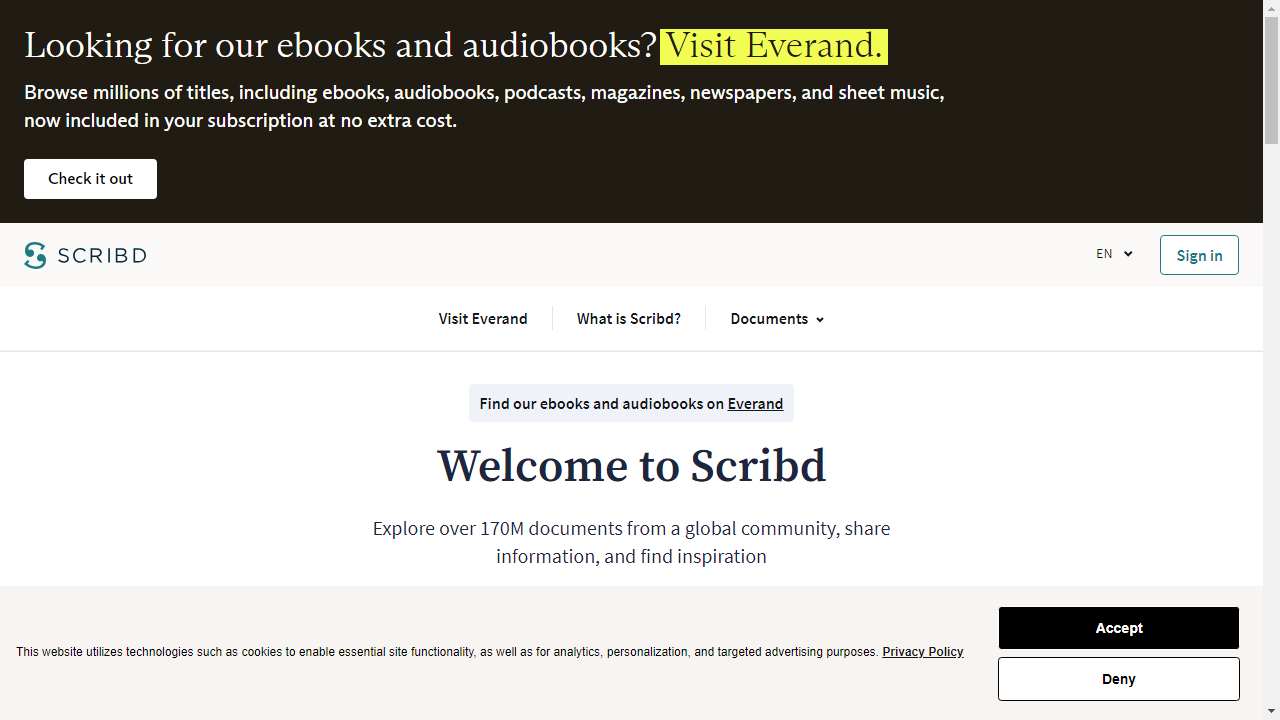 Looking for our ebooks and audiobooks? Visit Everand.
Browse millions of titles, including ebooks, audiobooks, podcasts, magazines, newspapers, and sheet music,
now included in your subscription at no extra cost.
Check it out
SCRIBD
EN
Sign in
Visit Everand
What is Scribd?
Documents
Find our ebooks and audiobooks on Everand
Welcome to Scribd
Explore over 170M documents from a global community, share
information, and find inspiration
This website utilizes technologies such as cookies to enable essential site functionality, as well as for analytics, personalization, and targeted advertising purposes. Privacy Policy
Accept
Deny